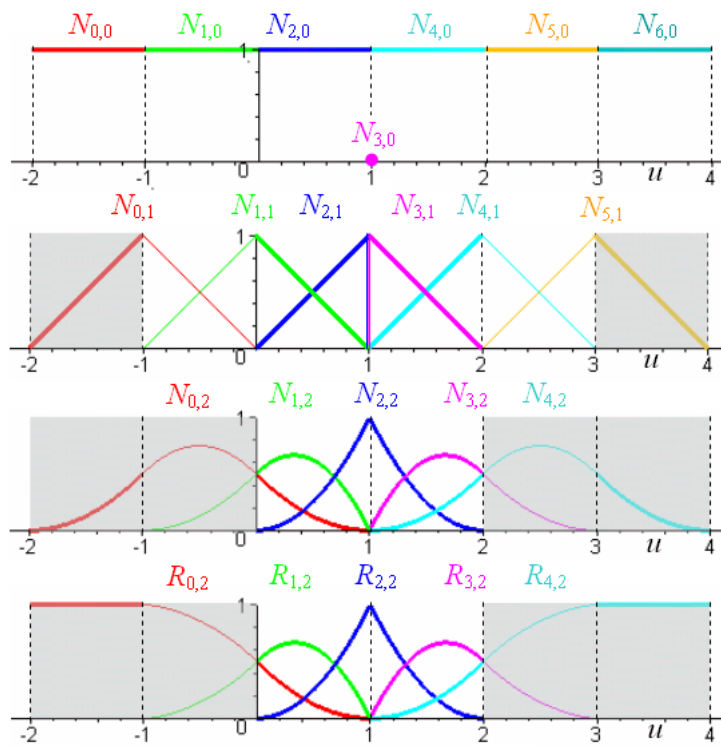 N0,0 N1,0 N2,0 N4,0 N5,0 N6,0
1
N3,0
0
-2 -1 1 2 3 u 4
N0,1 N1,1 N2,1 N3,1 N4,1 N5,1
1
0
-2 -1 1 2 3 u 4
N0,2 N1,2 N2,2 N3,2 N4,2
1
0
-2 -1 1 2 3 u 4
R0,2 R1,2 R2,2 R3,2 R4,2
1
0
-2 -1 1 2 3 u 4